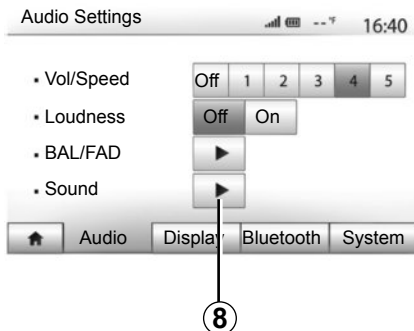 Audio Settings -- °F 16:40
Vol/Speed Off 1 2 3 4 5
Loudness Off On
BAL/FAD
Sound
Audio Display Bluetooth System
8